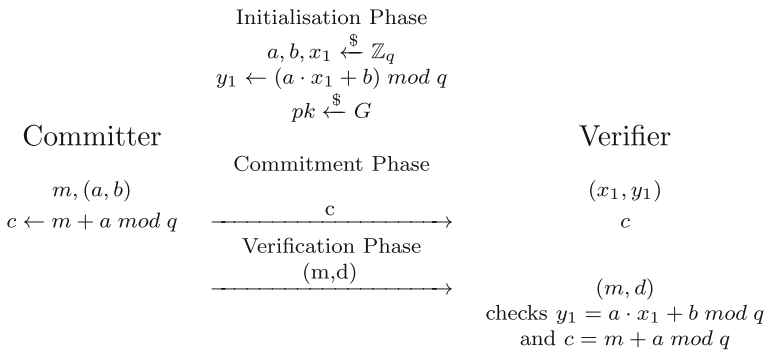 Initialisation Phase
a, b, x₁ ←$ ℤq
y₁ ← (a · x₁ + b) mod q
pk ←$ G
Committer
Verifier
Commitment Phase
m, (a, b)
(x₁, y₁)
c ← m + a mod q
c
c
Verification Phase
(m,d)
(m, d)
checks y₁ = a · x₁ + b mod q
and c = m + a mod q